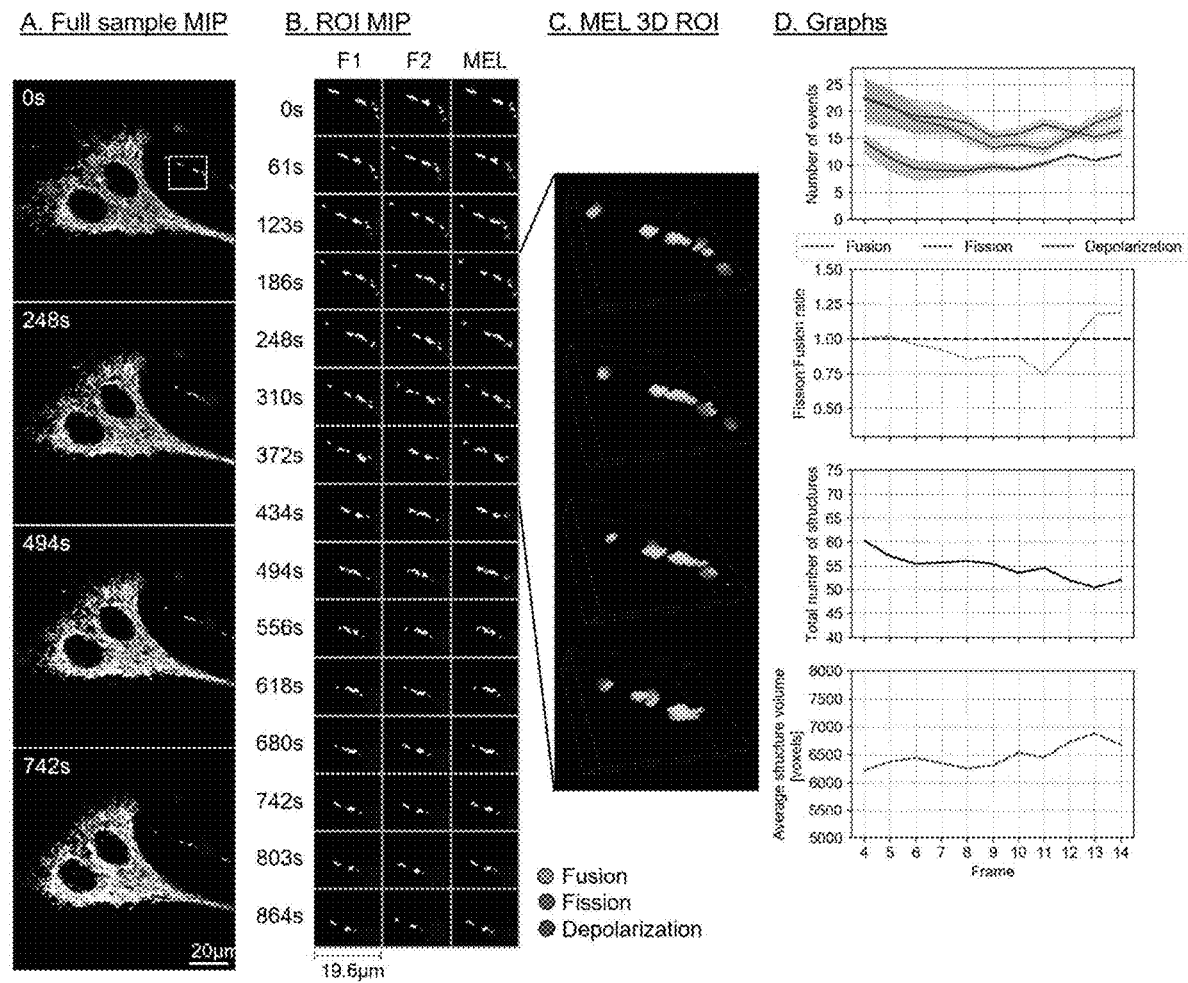 A. Full sample MIP
B. ROI MIP
C. MEL 3D ROI
D. Graphs
F1 F2 MEL
0s
248s
494s
742s
20µm
0s
61s
123s
186s
248s
310s
372s
434s
494s
556s
618s
680s
742s
803s
864s
19.6µm
Fusion
Fission
Depolarization
Number of events
25
20
15
10
5
0
Fusion Fission Depolarization
Fission:Fusion ratio
1.50
1.25
1.00
0.75
0.50
Total number of structures
75
70
65
60
55
50
45
40
Average structure volume
[voxels]
8000
7500
7000
6500
6000
5500
5000
4 5 6 7 8 9 10 11 12 13 14
Frame